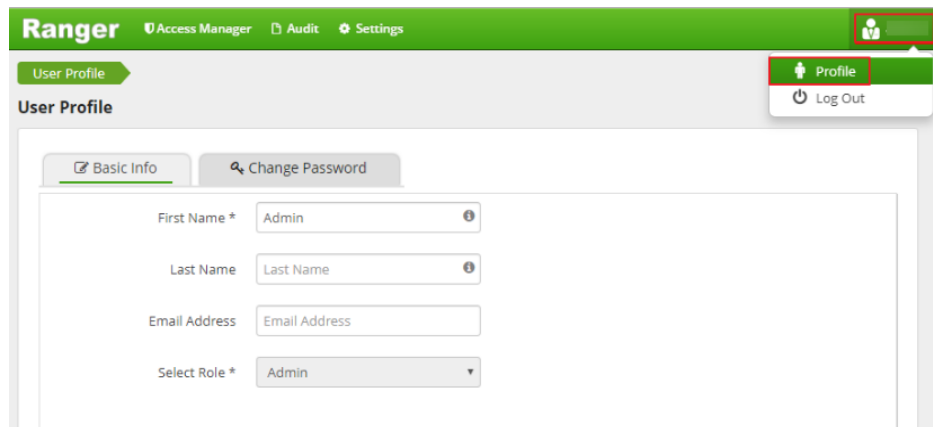 Ranger Access Manager Audit Settings
User Profile
Profile
Log Out
User Profile
Basic Info Change Password
First Name * Admin
Last Name Last Name
Email Address Email Address
Select Role * Admin